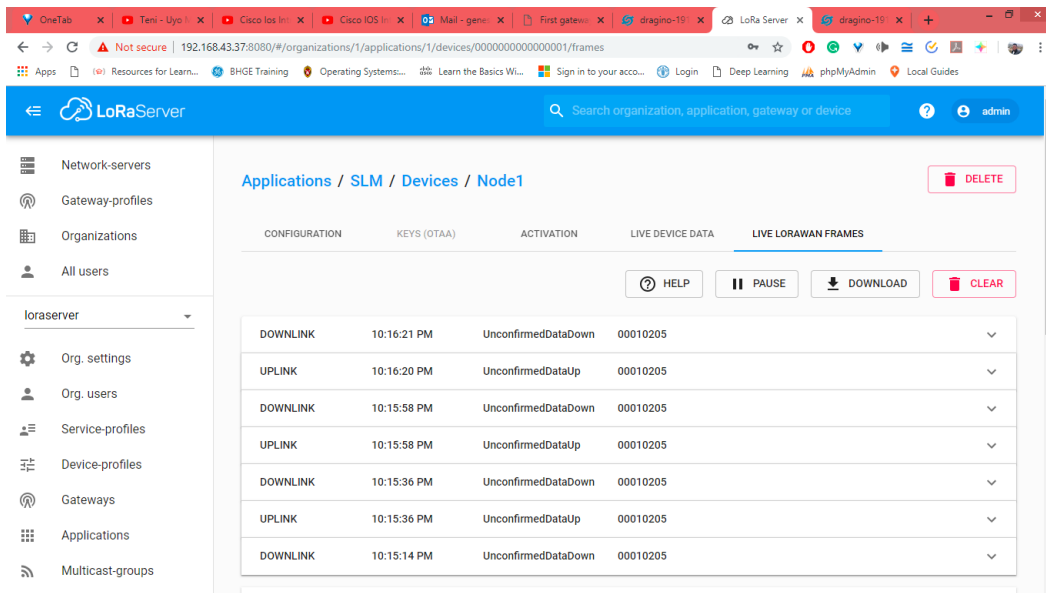 OneTab
Teni - Uyo
Cisco Ios In
Cisco IOS In
Mail - genes
First gatewa
dragino-191
LoRa Server
dragino-191
Not secure | 192.168.43.37:8080/#/organizations/1/applications/1/devices/0000000000000001/frames
Apps
Resources for Learn...
BHGE Training
Operating Systems:...
Learn the Basics Wi...
Sign in to your acco...
Login
Deep Learning
phpMyAdmin
Local Guides
LoRaServer
Search organization, application, gateway or device
? admin
Network-servers
Gateway-profiles
Organizations
All users
loraserver
Org. settings
Org. users
Service-profiles
Device-profiles
Gateways
Applications
Multicast-groups
Applications / SLM / Devices / Node1
DELETE
CONFIGURATION KEYS (OTAA) ACTIVATION LIVE DEVICE DATA LIVE LORAWAN FRAMES
HELP PAUSE DOWNLOAD CLEAR
DOWNLINK 10:16:21 PM UnconfirmedDataDown 00010205
UPLINK 10:16:20 PM UnconfirmedDataUp 00010205
DOWNLINK 10:15:58 PM UnconfirmedDataDown 00010205
UPLINK 10:15:58 PM UnconfirmedDataUp 00010205
DOWNLINK 10:15:36 PM UnconfirmedDataDown 00010205
UPLINK 10:15:36 PM UnconfirmedDataUp 00010205
DOWNLINK 10:15:14 PM UnconfirmedDataDown 00010205